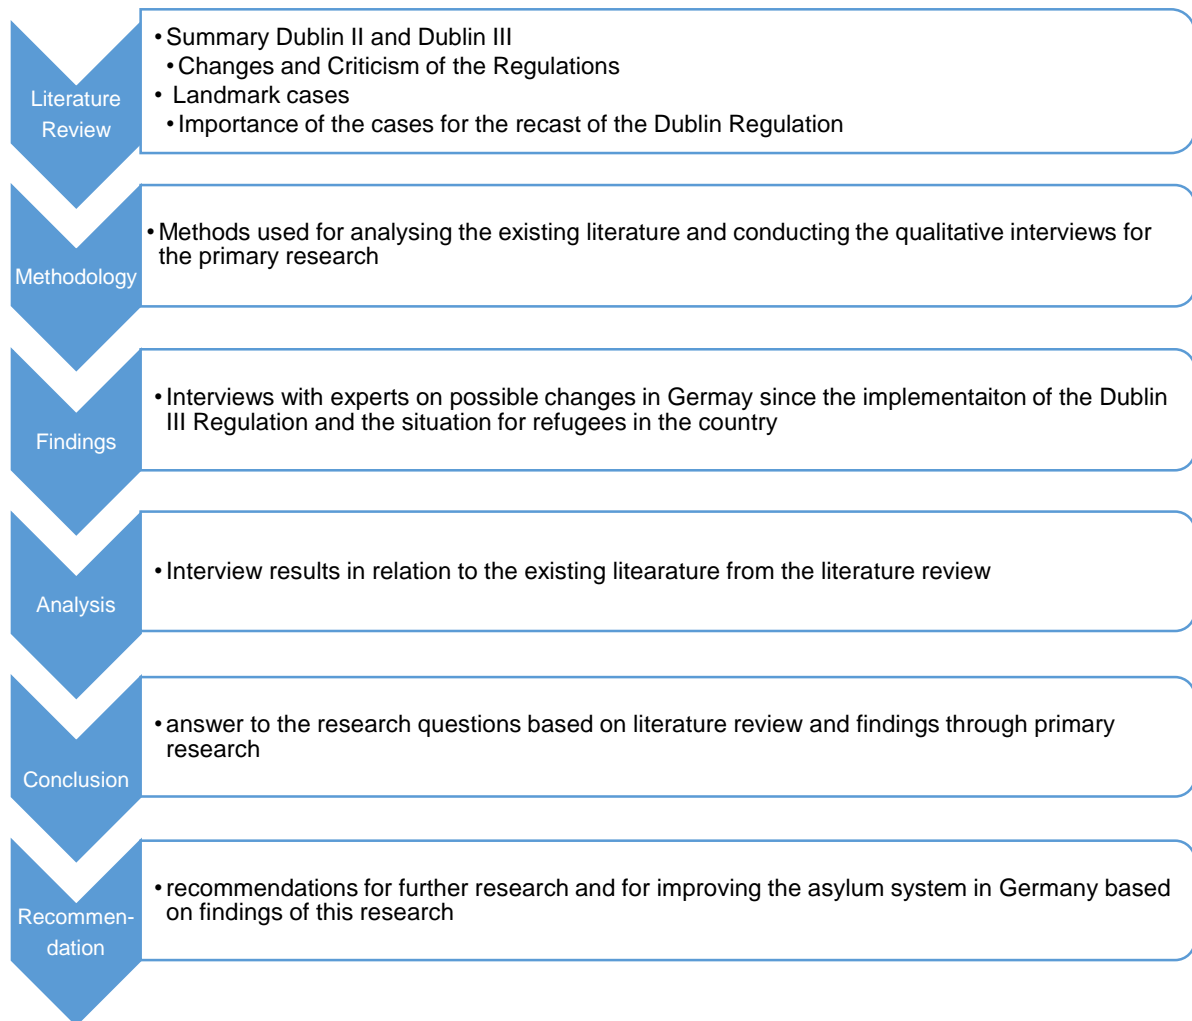 Literature
Review
• Summary Dublin II and Dublin III
• Changes and Criticism of the Regulations
• Landmark cases
• Importance of the cases for the recast of the Dublin Regulation
Methodology
• Methods used for analysing the existing literature and conducting the qualitative interviews for
the primary research
Findings
• Interviews with experts on possible changes in Germay since the implementaiton of the Dublin
III Regulation and the situation for refugees in the country
Analysis
• Interview results in relation to the existing litearature from the literature review
Conclusion
• answer to the research questions based on literature review and findings through primary
research
Recommen-
dation
• recommendations for further research and for improving the asylum system in Germany based
on findings of this research